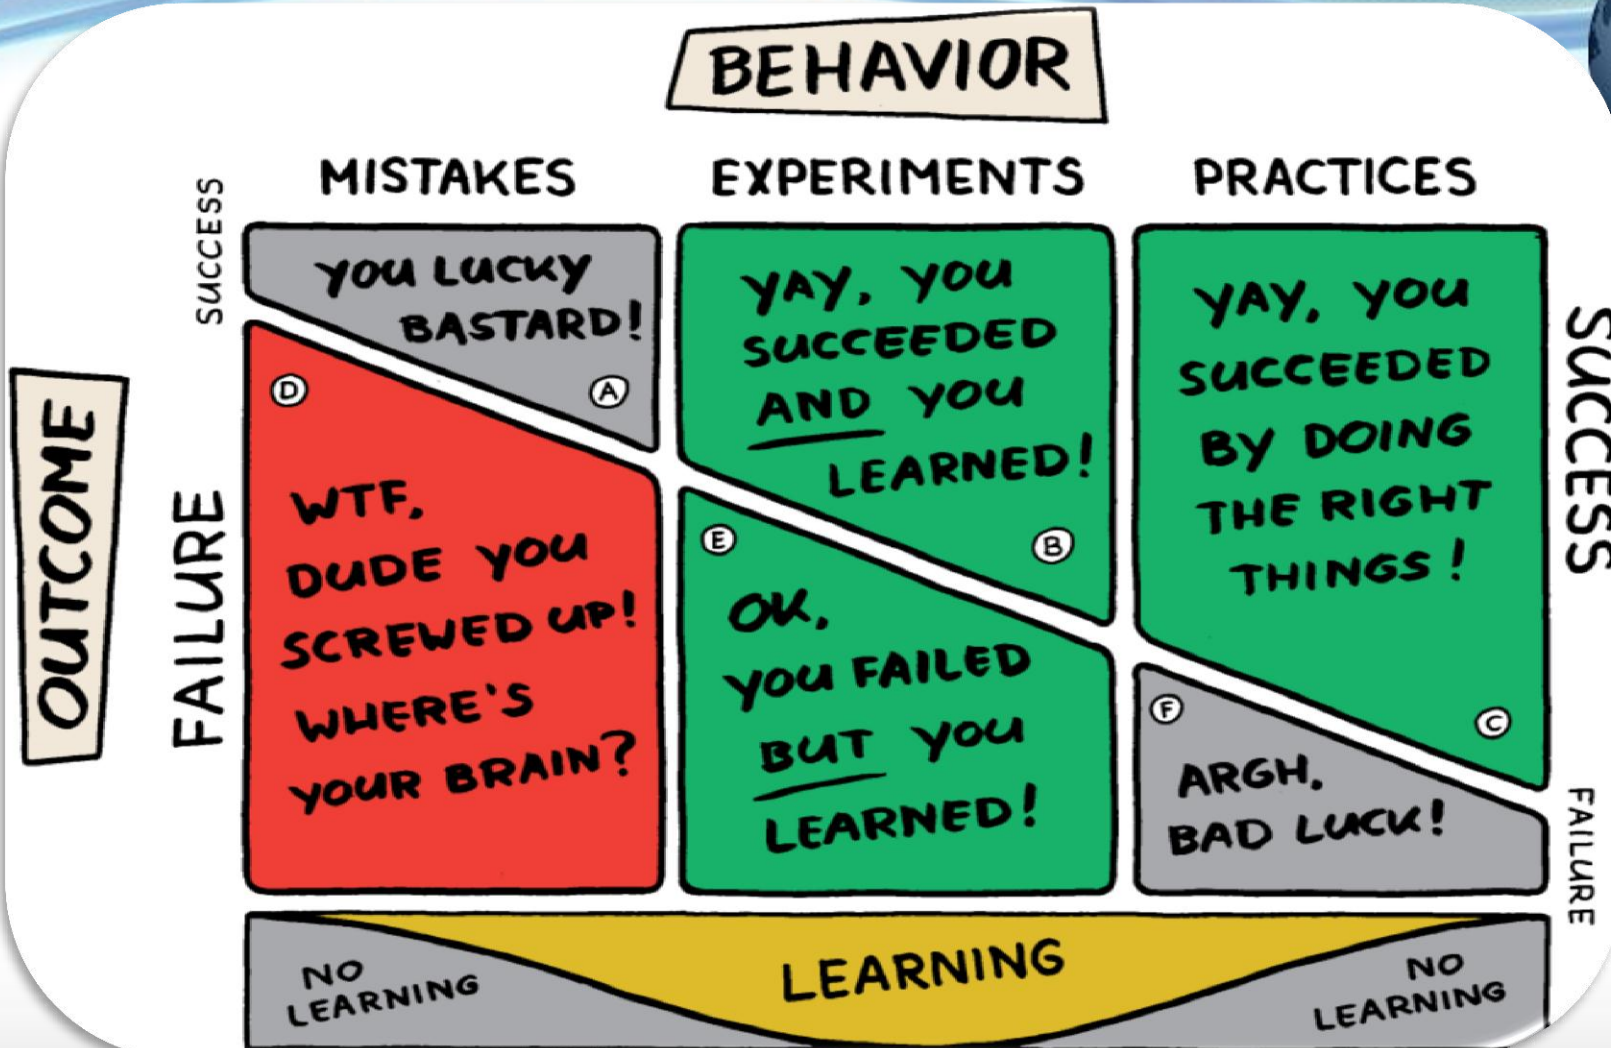 BEHAVIOR
MISTAKES
EXPERIMENTS
PRACTICES
OUTCOME
SUCCESS
FAILURE
SUCCESS
FAILURE
YOU LUCKY
BASTARD!
A
D
WTF,
DUDE YOU
SCREWED UP!
WHERE'S
YOUR BRAIN?
YAY, YOU
SUCCEEDED
AND YOU
LEARNED!
B
E
OK,
YOU FAILED
BUT YOU
LEARNED!
YAY, YOU
SUCCEEDED
BY DOING
THE RIGHT
THINGS!
C
F
ARGH,
BAD LUCK!
NO
LEARNING
LEARNING
NO
LEARNING